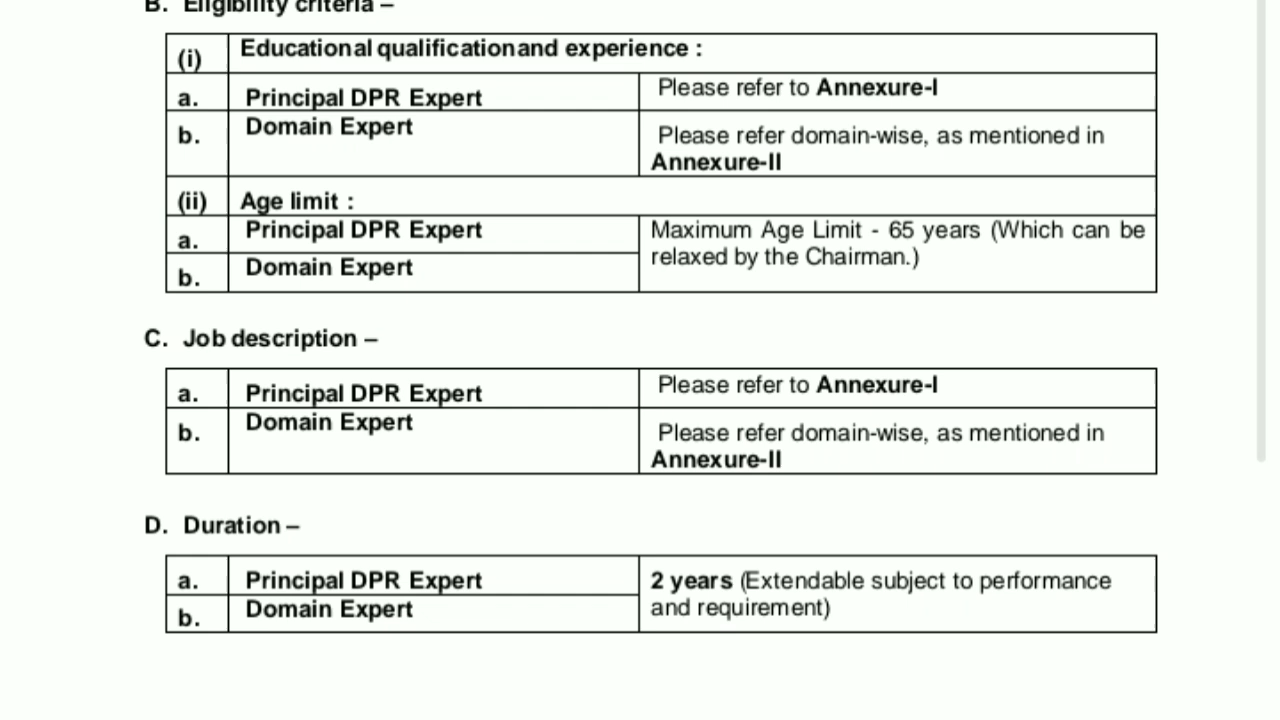 B. Eligibility criteria –
(i) Educational qualification and experience :
a. Principal DPR Expert Please refer to Annexure-I
b. Domain Expert Please refer domain-wise, as mentioned in
Annexure-II
(ii) Age limit :
a. Principal DPR Expert Maximum Age Limit - 65 years (Which can be
relaxed by the Chairman.)
b. Domain Expert
C. Job description –
a. Principal DPR Expert Please refer to Annexure-I
b. Domain Expert Please refer domain-wise, as mentioned in
Annexure-II
D. Duration –
a. Principal DPR Expert 2 years (Extendable subject to performance
and requirement)
b. Domain Expert